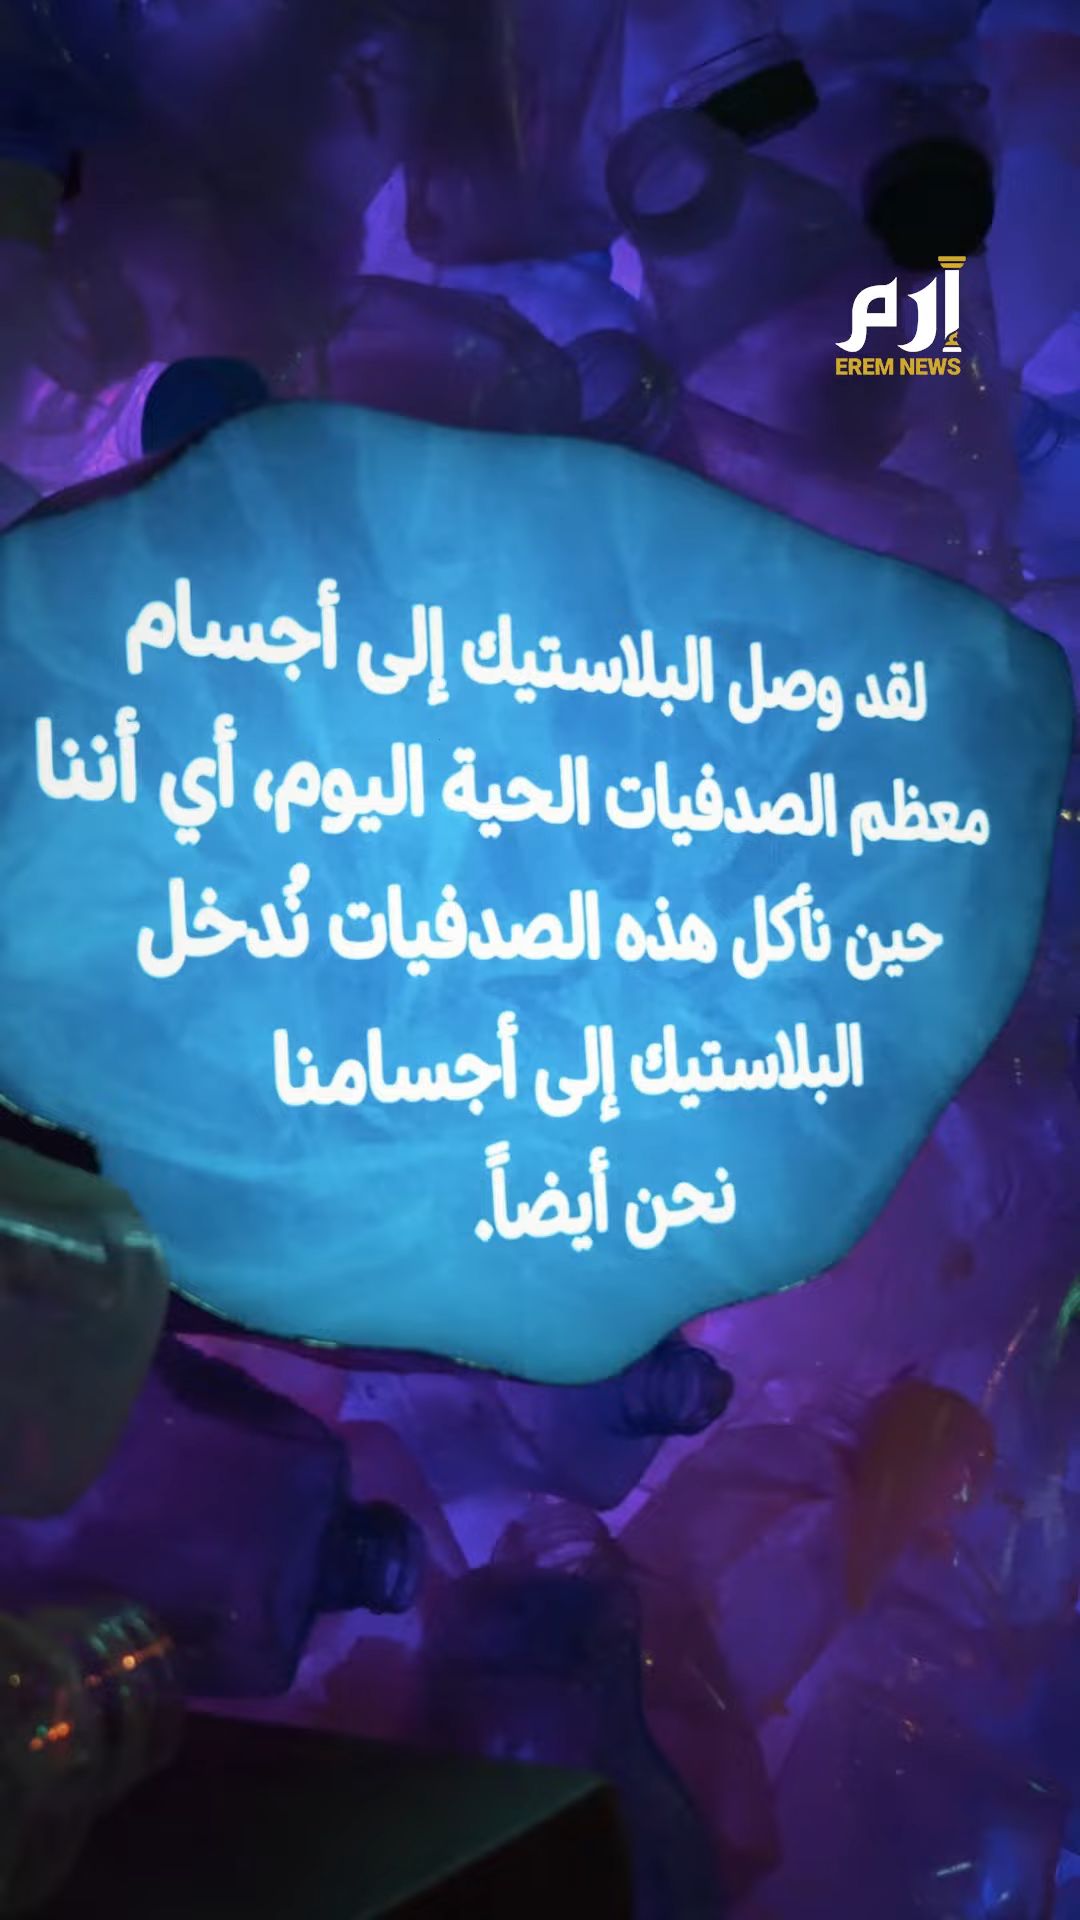 إرم
EREM NEWS
لقد وصل البلاستيك إلى أجسام
معظم الصدفيات الحية اليوم، أي أننا
حين نأكل هذه الصدفيات نُدخل
البلاستيك إلى أجسامنا
نحن أيضاً.